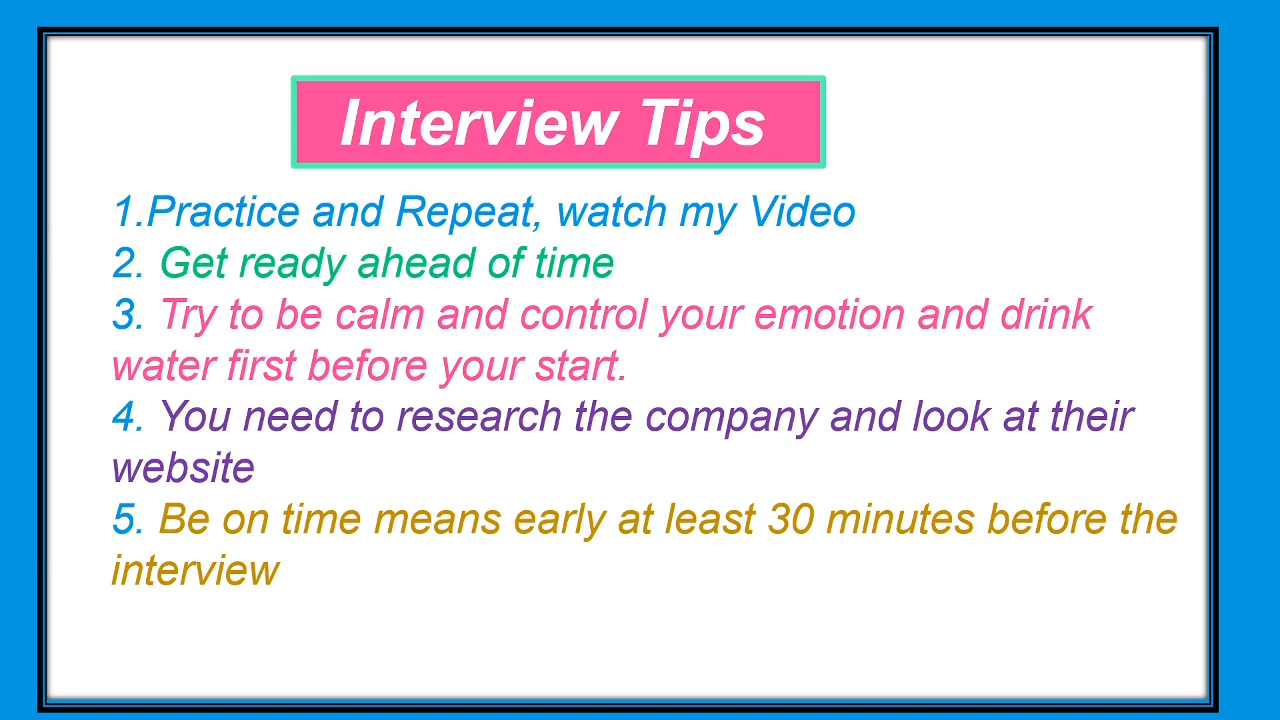 Interview Tips
1.Practice and Repeat, watch my Video
2. Get ready ahead of time
3. Try to be calm and control your emotion and drink
water first before your start.
4. You need to research the company and look at their
website
5. Be on time means early at least 30 minutes before the
interview